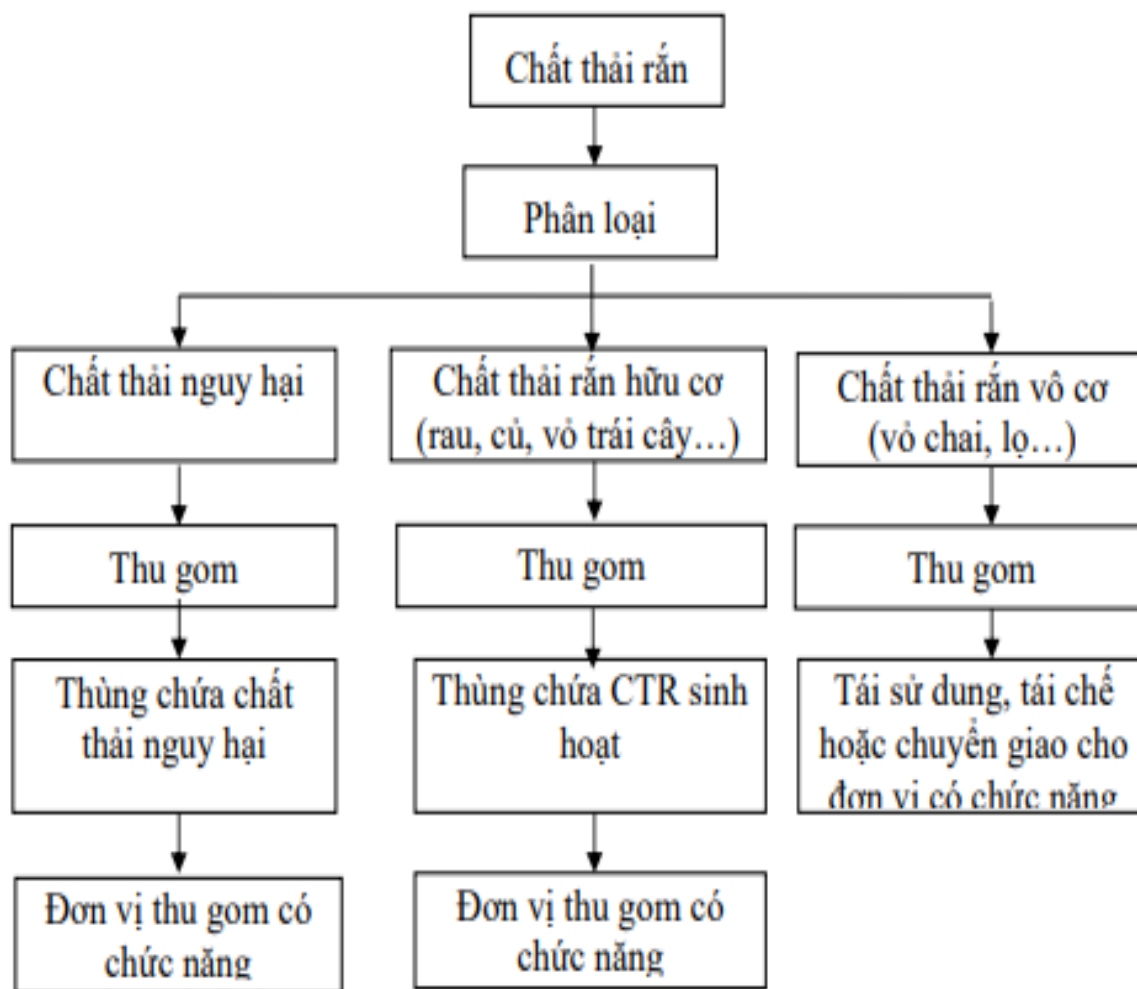 Chất thải rắn
Phân loại
Chất thải nguy hại
Chất thải rắn hữu cơ
(rau, củ, vỏ trái cây…)
Chất thải rắn vô cơ
(vỏ chai, lọ…)
Thu gom
Thu gom
Thu gom
Thùng chứa chất
thải nguy hại
Thùng chứa CTR sinh
hoạt
Tái sử dung, tái chế
hoặc chuyển giao cho
đơn vị có chức năng
Đơn vị thu gom có
chức năng
Đơn vị thu gom có
chức năng